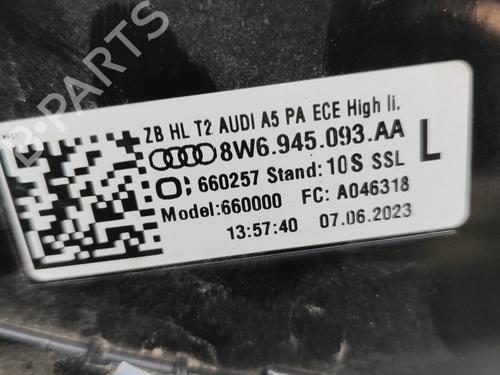 B-PARTS
ZB HL T2 AUDI A5 PA ECE High li.
8W6.945.093.AA L
660257 Stand: 10S SSL
Model:660000 FC: A046318
13:57:40 07.06.2023